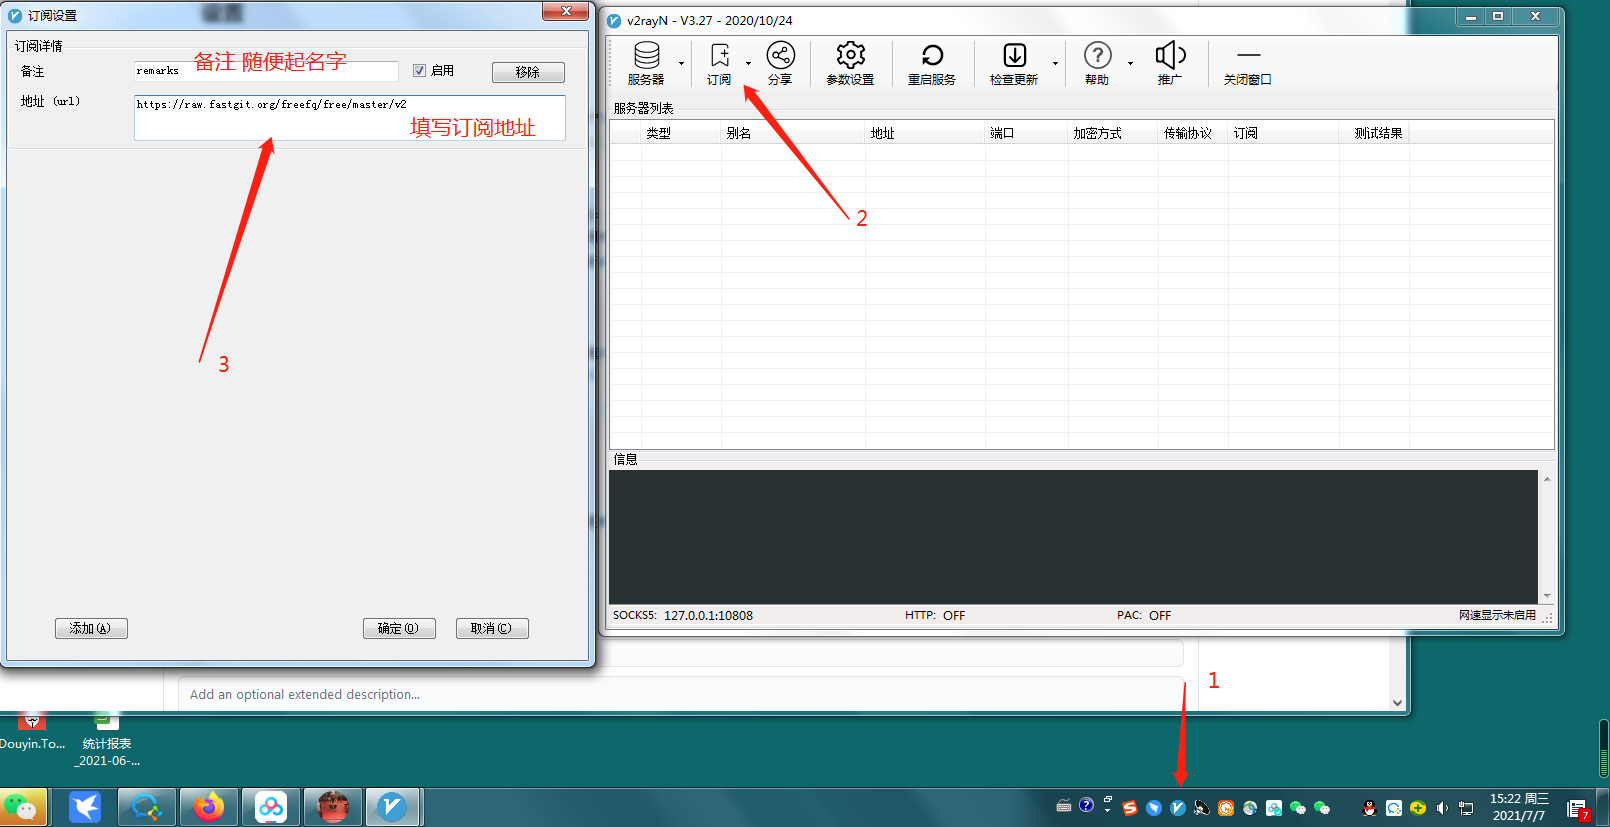 订阅设置
设置
订阅详情
备注
remarks
备注 随便起名字
启用
移除
地址 (url)
https://raw.fastgit.org/freefq/free/master/v2
填写订阅地址
3
添加(A)
确定(O)
取消(C)
v2rayN - V3.27 - 2020/10/24
服务器
订阅
分享
参数设置
重启服务
检查更新
帮助
推广
关闭窗口
服务器列表
类型
别名
地址
端口
加密方式
传输协议
订阅
测试结果
2
信息
SOCKS5: 127.0.0.1:10808
HTTP: OFF
PAC: OFF
网速显示未启用
Add an optional extended description...
1
Douyin.To...
统计报表
_2021-06-...
15:22 周三
2021/7/7
7